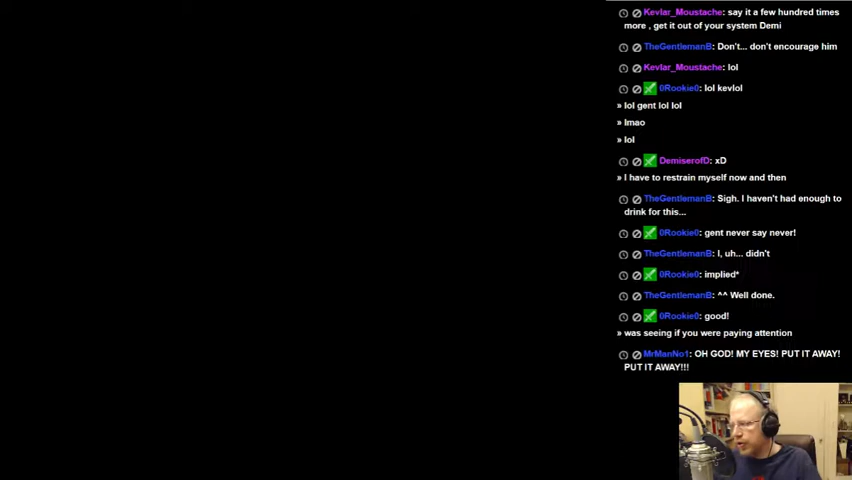 Kevlar_Moustache: say it a few hundred times
more , get it out of your system Demi
TheGentlemanB: Don't... don't encourage him
Kevlar_Moustache: lol
0Rookie0: lol kevlol
» lol gent lol lol
» lmao
» lol
DemiserofD: xD
» I have to restrain myself now and then
TheGentlemanB: Sigh. I haven't had enough to
drink for this...
0Rookie0: gent never say never!
TheGentlemanB: I, uh... didn't
0Rookie0: implied*
TheGentlemanB: ^^ Well done.
0Rookie0: good!
» was seeing if you were paying attention
MrManNo1: OH GOD! MY EYES! PUT IT AWAY!
PUT IT AWAY!!!